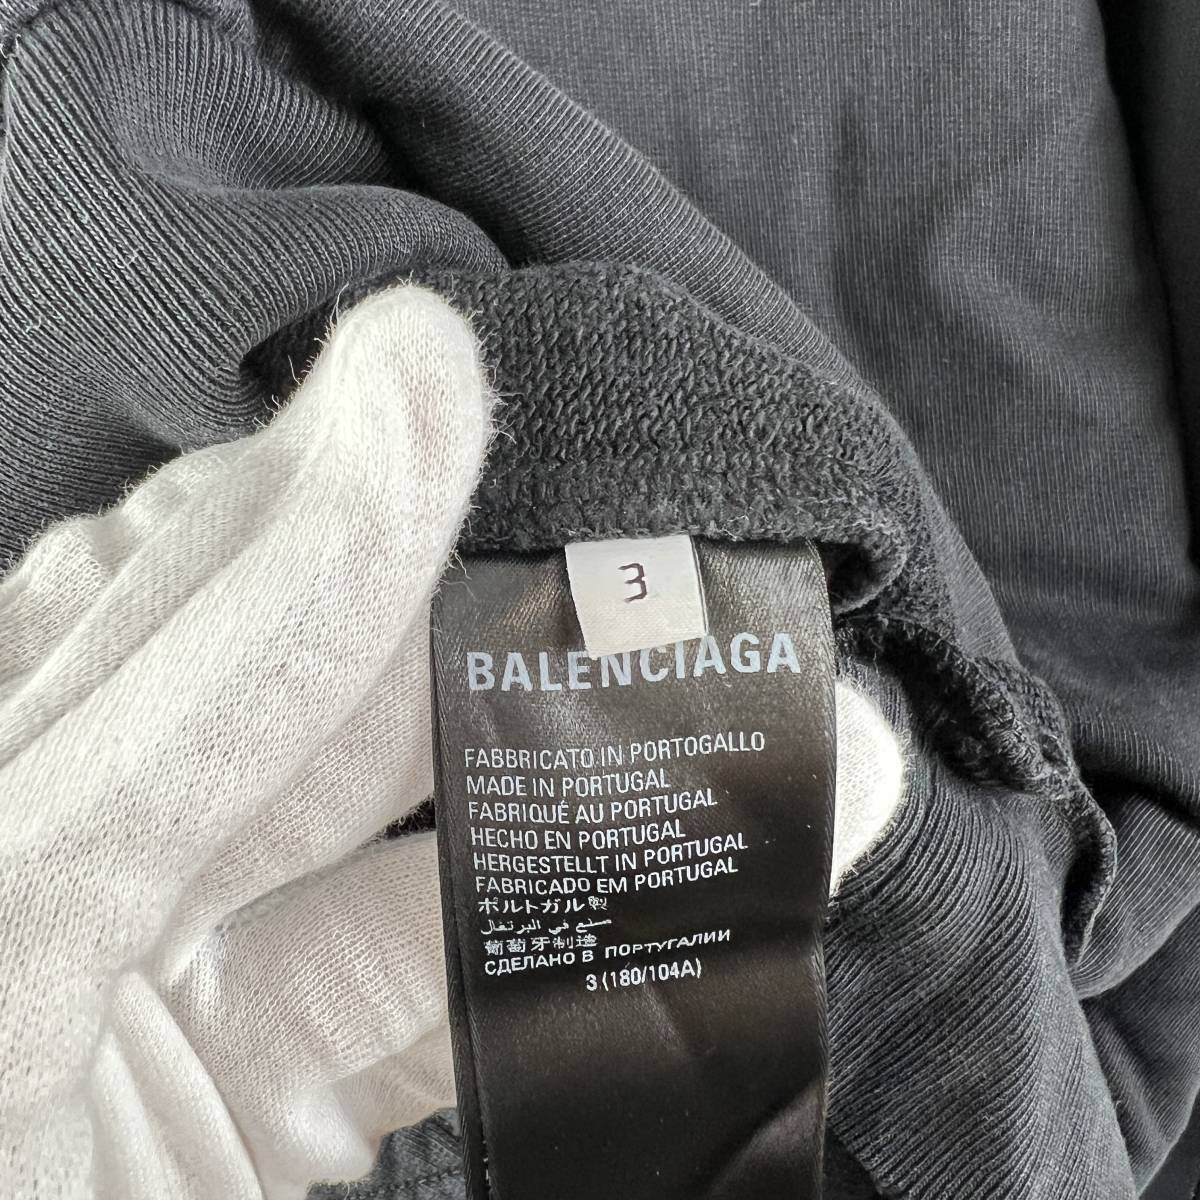 3
BALENCIAGA
FABBRICATO IN PORTOGALLO
MADE IN PORTUGAL
FABRIQUÉ AU PORTUGAL
HECHO EN PORTUGAL
HERGESTELLT IN PORTUGAL
FABRICADO EM PORTUGAL
ポルトガル製
صنع في البرتغال
葡萄牙制造
СДЕЛАНО В ПОРТУГАЛИИ
3 (180/104A)